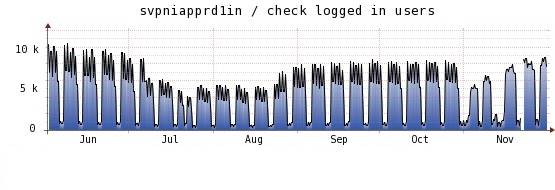 svpniapprd1in / check logged in users
10 k
5 k
0
Jun Jul Aug Sep Oct Nov